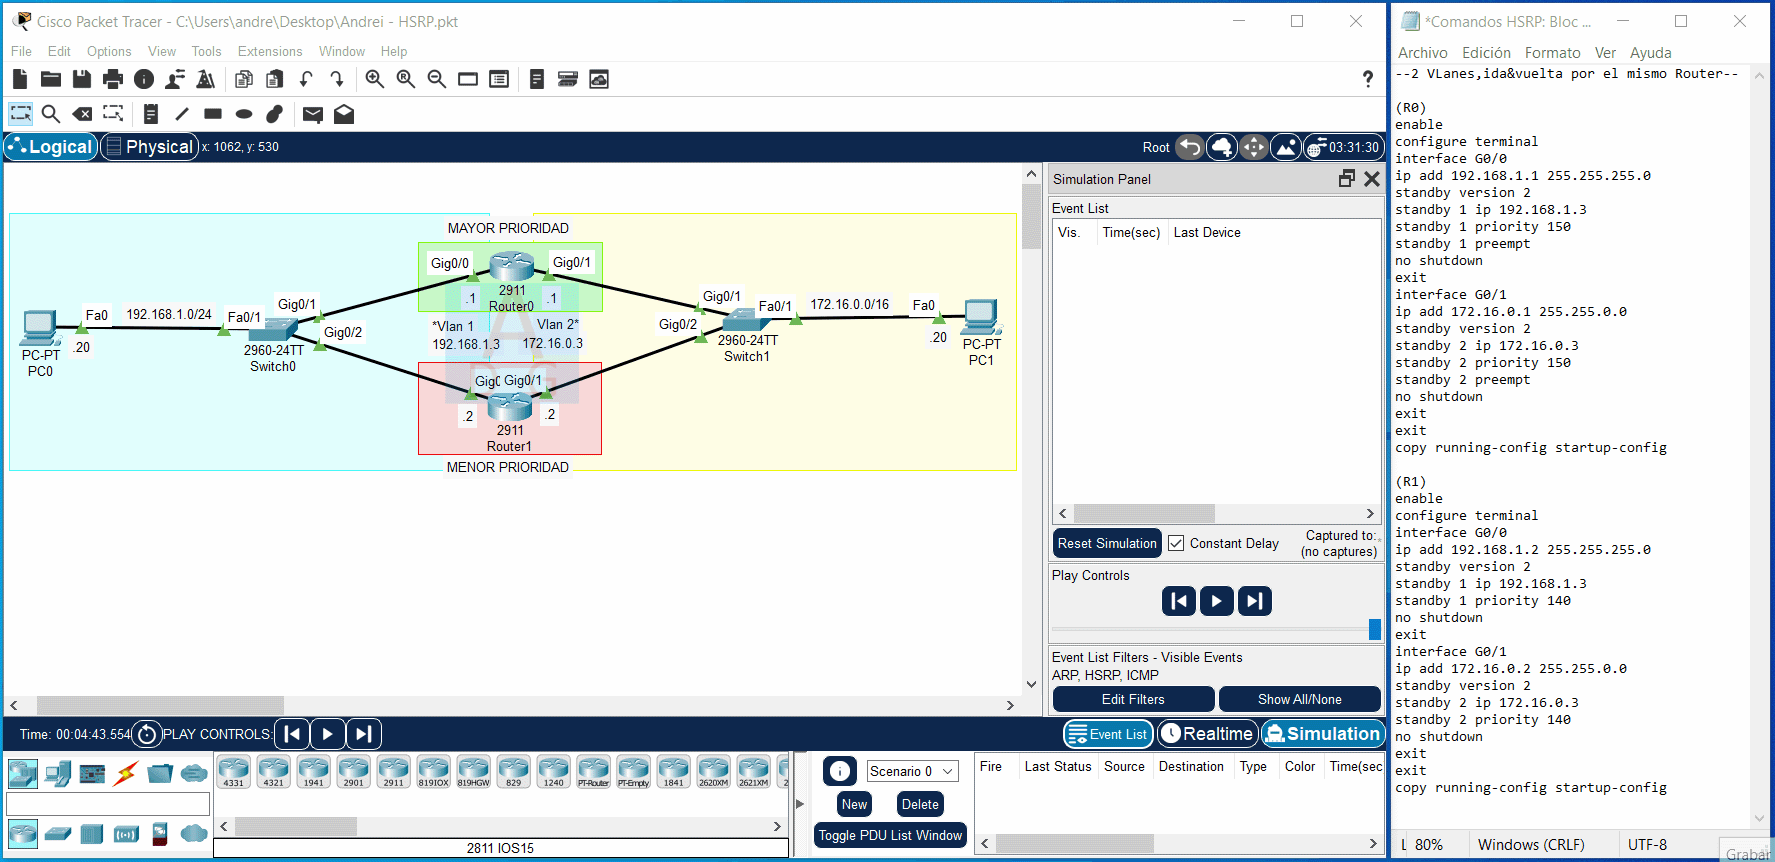 Cisco Packet Tracer - C:\Users\andre\Desktop\Andrei - HSRP.pkt
File Edit Options View Tools Extensions Window Help
?
Logical Physical x: 1062, y: 530
Root 03:31:30
MAYOR PRIORIDAD
Gig0/0 Gig0/1
2911
Router0
.1 .1
PC-PT
PC0
Fa0
.20
192.168.1.0/24
Fa0/1
Gig0/1
Gig0/2
2960-24TT
Switch0
*Vlan 1
192.168.1.3
Vlan 2*
172.16.0.3
Gig0/1
Gig0/2
Fa0/1
2960-24TT
Switch1
172.16.0.0/16
Fa0
.20
PC-PT
PC1
Gig0 Gig0/1
.2 .2
2911
Router1
MENOR PRIORIDAD
Simulation Panel
Event List
Vis. Time(sec) Last Device
Reset Simulation Constant Delay
Captured to:
(no captures)
Play Controls
Event List Filters - Visible Events
ARP, HSRP, ICMP
Edit Filters Show All/None
Time: 00:04:43.554 PLAY CONTROLS:
Event List Realtime Simulation
4331 4321 1941 2901 2911 819IOX 819HGW 829 1240 PT-Router PT-Empty 1841 2620XM 2621XM 2
2811 IOS15
Scenario 0
New Delete
Toggle PDU List Window
Fire Last Status Source Destination Type Color Time(sec
*Comandos HSRP: Bloc ...
Archivo Edición Formato Ver Ayuda
--2 VLanes,ida&vuelta por el mismo Router--
(R0)
enable
configure terminal
interface G0/0
ip add 192.168.1.1 255.255.255.0
standby version 2
standby 1 ip 192.168.1.3
standby 1 priority 150
standby 1 preempt
no shutdown
exit
interface G0/1
ip add 172.16.0.1 255.255.0.0
standby version 2
standby 2 ip 172.16.0.3
standby 2 priority 150
standby 2 preempt
no shutdown
exit
exit
copy running-config startup-config
(R1)
enable
configure terminal
interface G0/0
ip add 192.168.1.2 255.255.255.0
standby version 2
standby 1 ip 192.168.1.3
standby 1 priority 140
no shutdown
exit
interface G0/1
ip add 172.16.0.2 255.255.0.0
standby version 2
standby 2 ip 172.16.0.3
standby 2 priority 140
no shutdown
exit
exit
copy running-config startup-config
L 80% Windows (CRLF) UTF-8
Grabar